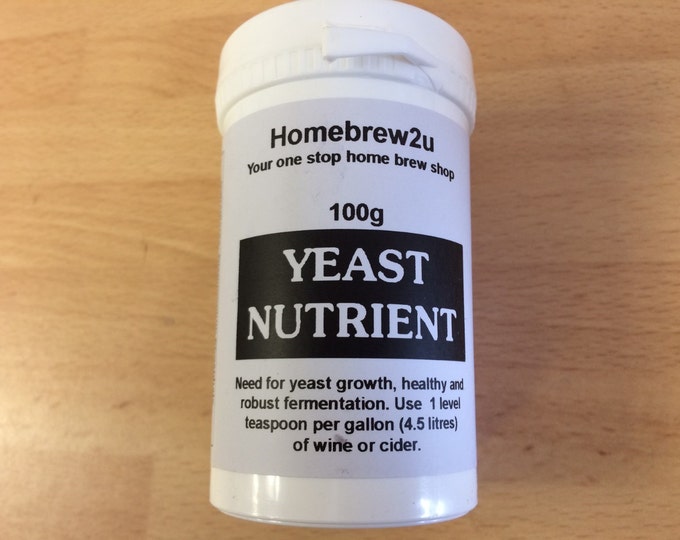 Homebrew2u
Your one stop home brew shop
100g
YEAST
NUTRIENT
Need for yeast growth, healthy and
robust fermentation. Use 1 level
teaspoon per gallon (4.5 litres)
of wine or cider.